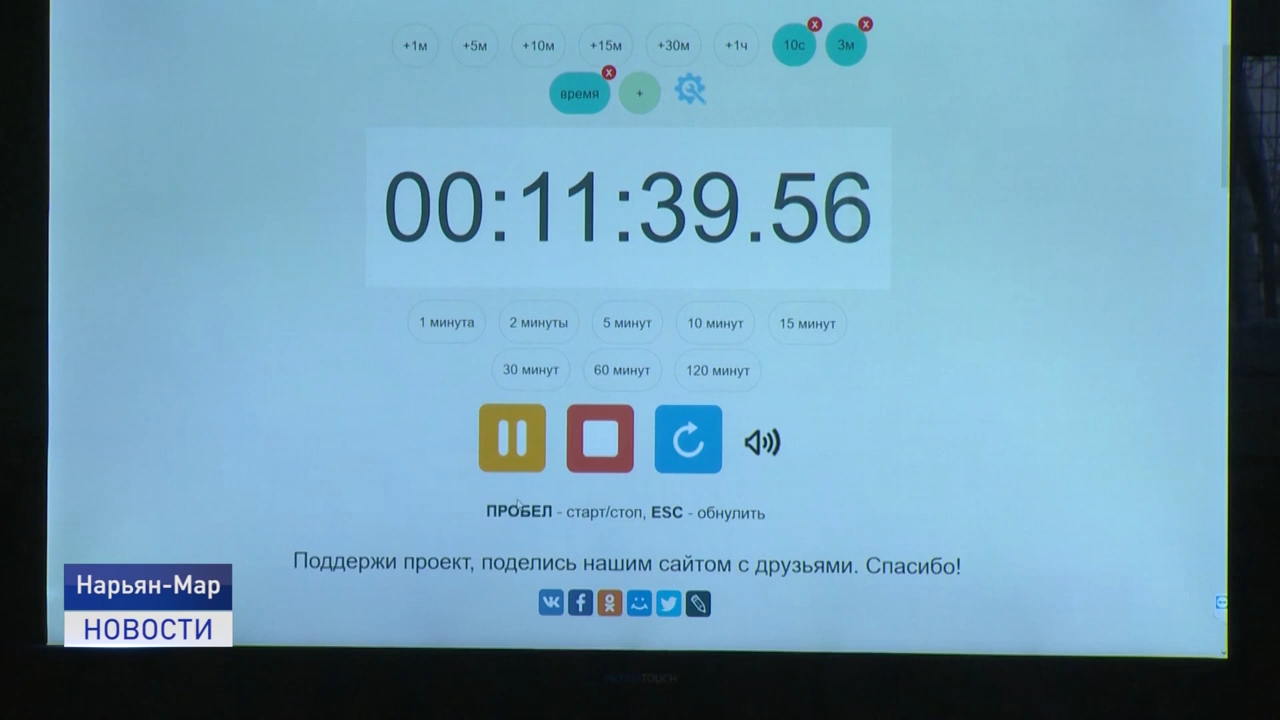 +1м +5м +10м +15м +30м +1ч 10с x 3м x
время x +
00:11:39.56
1 минута 2 минуты 5 минут 10 минут 15 минут
30 минут 60 минут 120 минут
ПРОБЕЛ - старт/стоп, ESC - обнулить
Поддержи проект, поделись нашим сайтом с друзьями. Спасибо!
Нарьян-Мар
НОВОСТИ